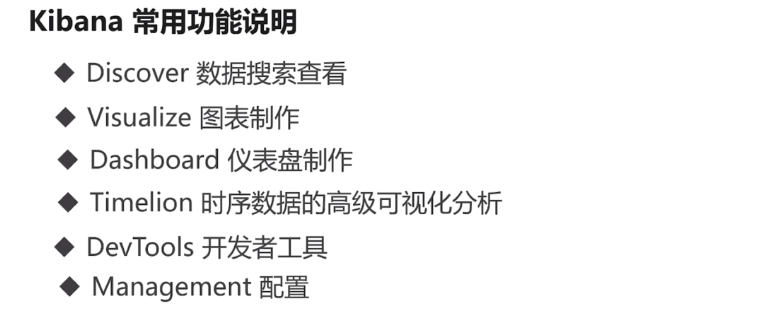 Kibana 常用功能说明
◆ Discover 数据搜索查看
◆ Visualize 图表制作
◆ Dashboard 仪表盘制作
◆ Timelion 时序数据的高级可视化分析
◆ DevTools 开发者工具
◆ Management 配置